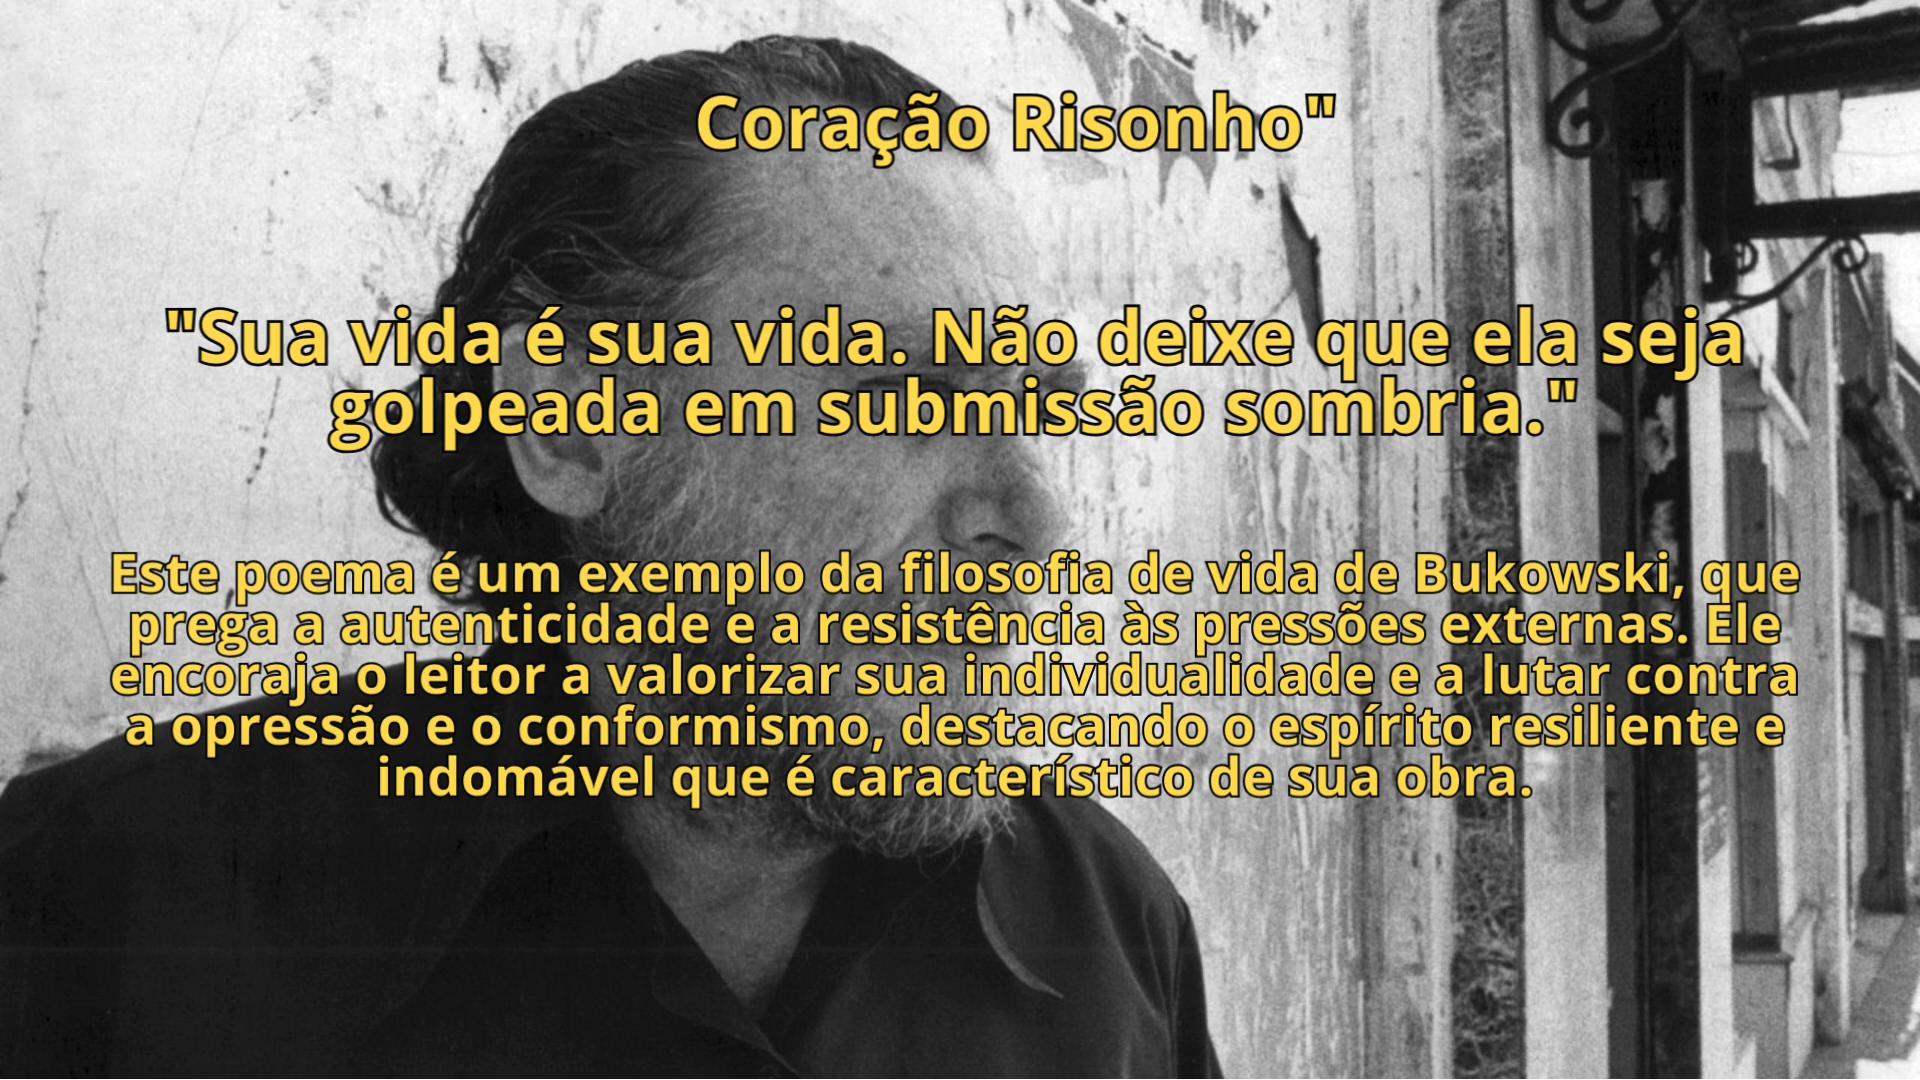 Coração Risonho"
"Sua vida é sua vida. Não deixe que ela seja
golpeada em submissão sombria."
Este poema é um exemplo da filosofia de vida de Bukowski, que
prega a autenticidade e a resistência às pressões externas. Ele
encoraja o leitor a valorizar sua individualidade e a lutar contra
a opressão e o conformismo, destacando o espírito resiliente e
indomável que é característico de sua obra.